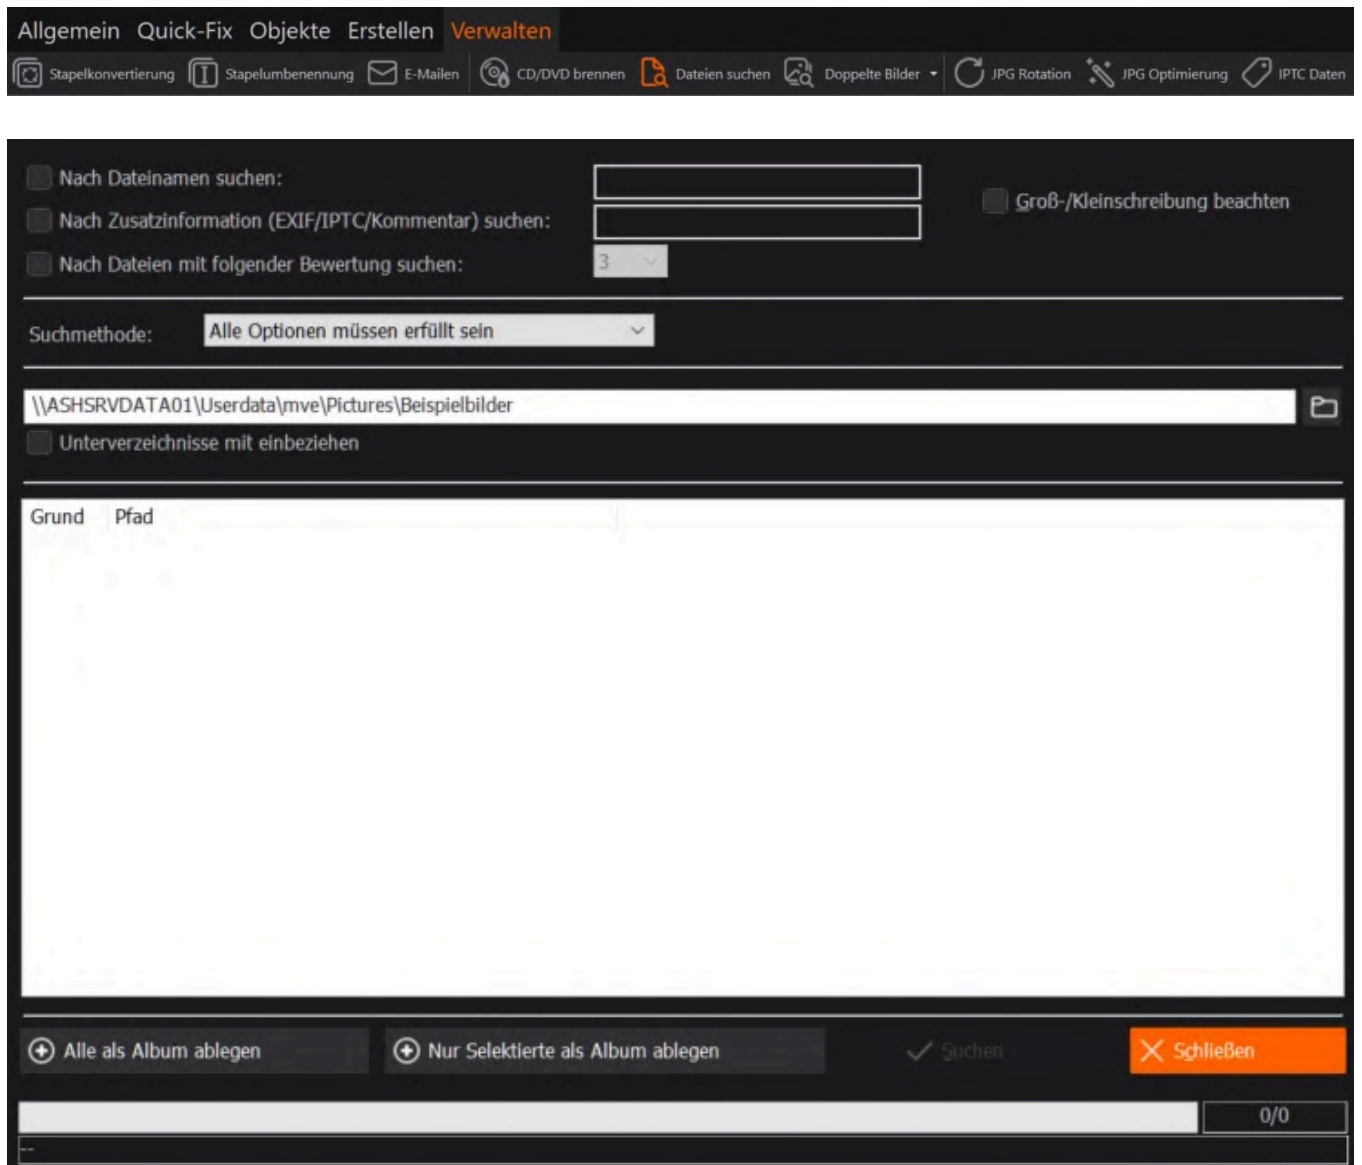 Allgemein Quick-Fix Objekte Erstellen Verwalten
Stapelkonvertierung Stapelumbenennung E-Mailen CD/DVD brennen Dateien suchen Doppelte Bilder JPG Rotation JPG Optimierung IPTC Daten
Nach Dateinamen suchen:
Groß-/Kleinschreibung beachten
Nach Zusatzinformation (EXIF/IPTC/Kommentar) suchen:
Nach Dateien mit folgender Bewertung suchen: 3
Suchmethode: Alle Optionen müssen erfüllt sein
\\ASHSRVDATA01\Userdata\mve\Pictures\Beispielbilder
Unterverzeichnisse mit einbeziehen
Grund Pfad
Alle als Album ablegen Nur Selektierte als Album ablegen Suchen Schließen
0/0
--